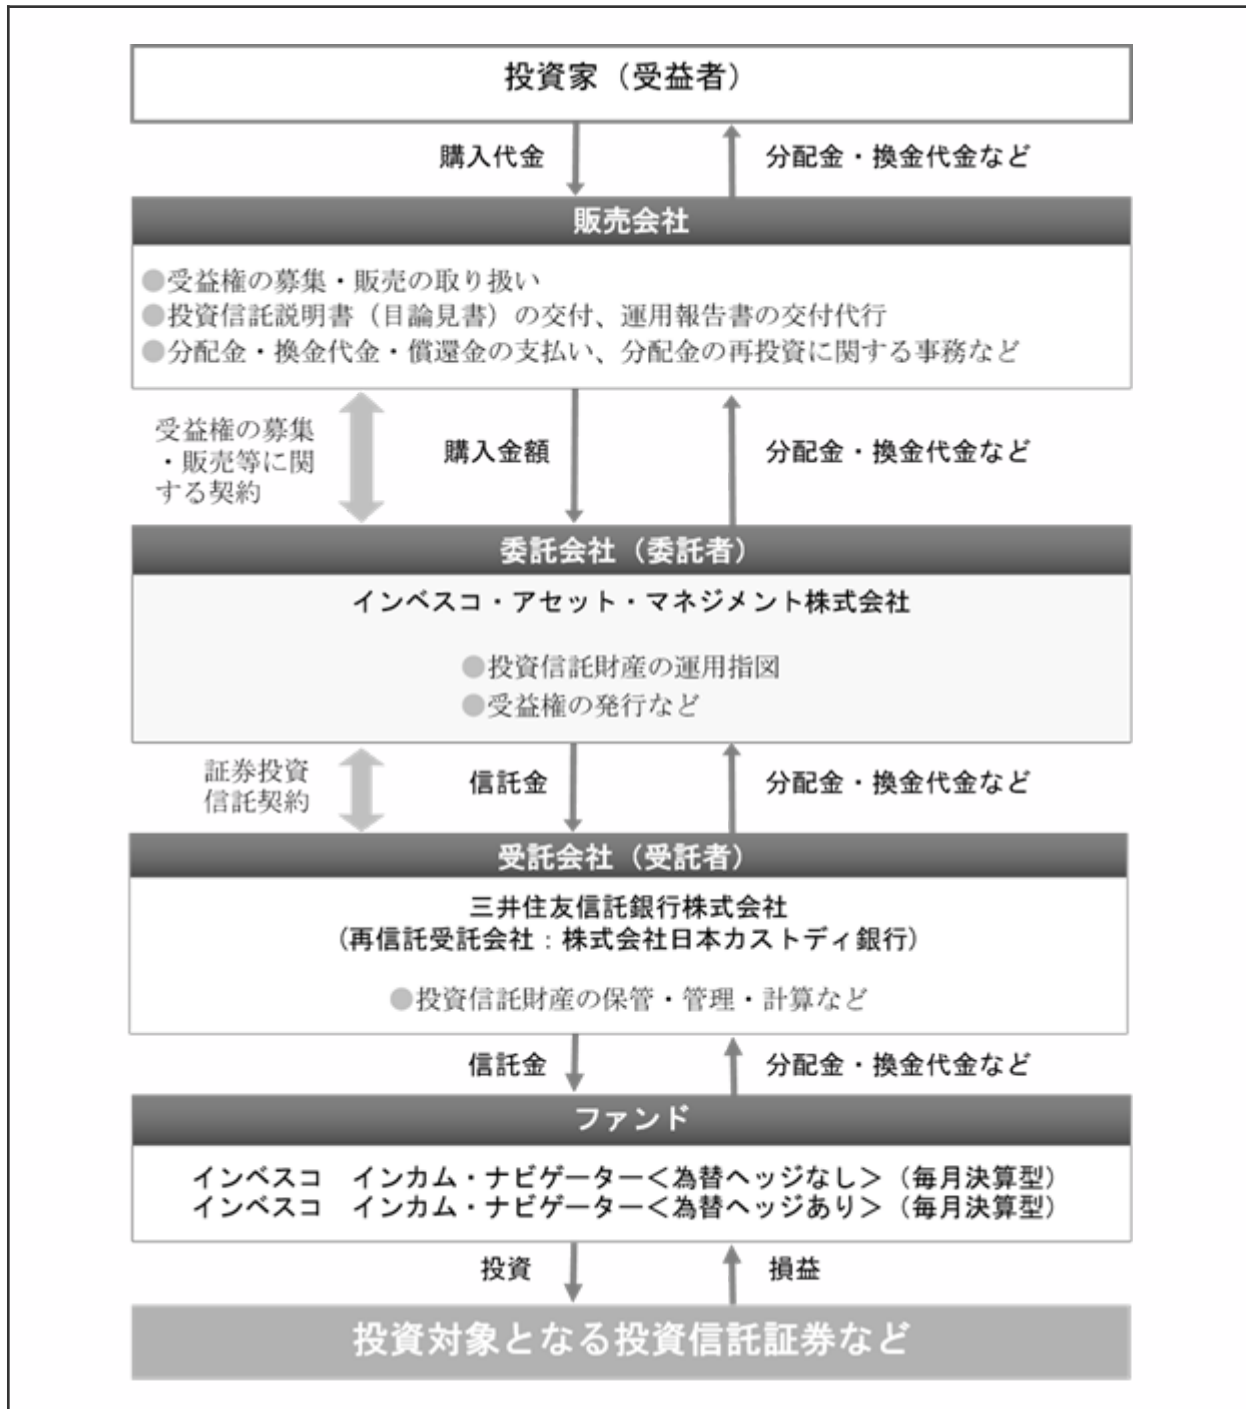 投資家（受益者）
購入代金
分配金・換金代金など
販売会社
●受益権の募集・販売の取り扱い
●投資信託説明書（目論見書）の交付、運用報告書の交付代行
●分配金・換金代金・償還金の支払い、分配金の再投資に関する事務など
受益権の募集
・販売等に関
する契約
購入金額
分配金・換金代金など
委託会社（委託者）
インベスコ・アセット・マネジメント株式会社
●投資信託財産の運用指図
●受益権の発行など
証券投資
信託契約
信託金
分配金・換金代金など
受託会社（受託者）
三井住友信託銀行株式会社
（再信託受託会社：株式会社日本カストディ銀行）
●投資信託財産の保管・管理・計算など
信託金
分配金・換金代金など
ファンド
インベスコ　インカム・ナビゲーター＜為替ヘッジなし＞（毎月決算型）
インベスコ　インカム・ナビゲーター＜為替ヘッジあり＞（毎月決算型）
投資
損益
投資対象となる投資信託証券など